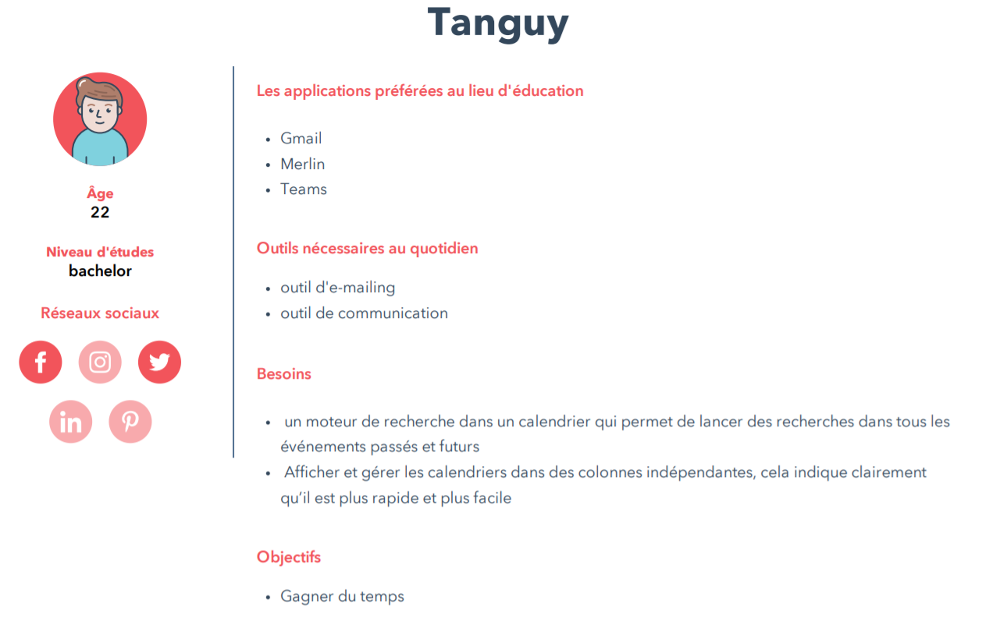 Tanguy
Âge
22
Niveau d'études
bachelor
Réseaux sociaux
f
in
Les applications préférées au lieu d'éducation
• Gmail
• Merlin
• Teams
Outils nécessaires au quotidien
• outil d'e-mailing
• outil de communication
Besoins
• un moteur de recherche dans un calendrier qui permet de lancer des recherches dans tous les
événements passés et futurs
• Afficher et gérer les calendriers dans des colonnes indépendantes, cela indique clairement
qu’il est plus rapide et plus facile
Objectifs
• Gagner du temps